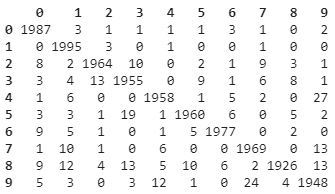 0 1 2 3 4 5 6 7 8 9
0 1987 3 1 1 1 1 3 1 0 2
1 0 1995 3 0 1 0 0 1 0 0
2 8 2 1964 10 0 2 1 9 3 1
3 3 4 13 1955 0 9 1 6 8 1
4 1 6 0 0 1958 1 5 2 0 27
5 3 3 1 19 1 1960 6 0 5 2
6 9 5 1 0 1 5 1977 0 2 0
7 1 10 1 0 6 0 0 1969 0 13
8 9 12 4 13 5 10 6 2 1926 13
9 5 3 0 3 12 1 0 24 4 1948